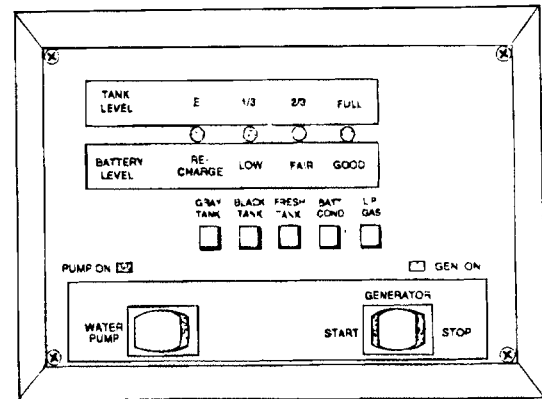 TANK LEVEL E 1/3 2/3 FULL
BATTERY LEVEL RE-CHARGE LOW FAIR GOOD
GRAY TANK BLACK TANK FRESH TANK BATT COND L.P. GAS
PUMP ON GEN ON
GENERATOR
WATER PUMP START STOP